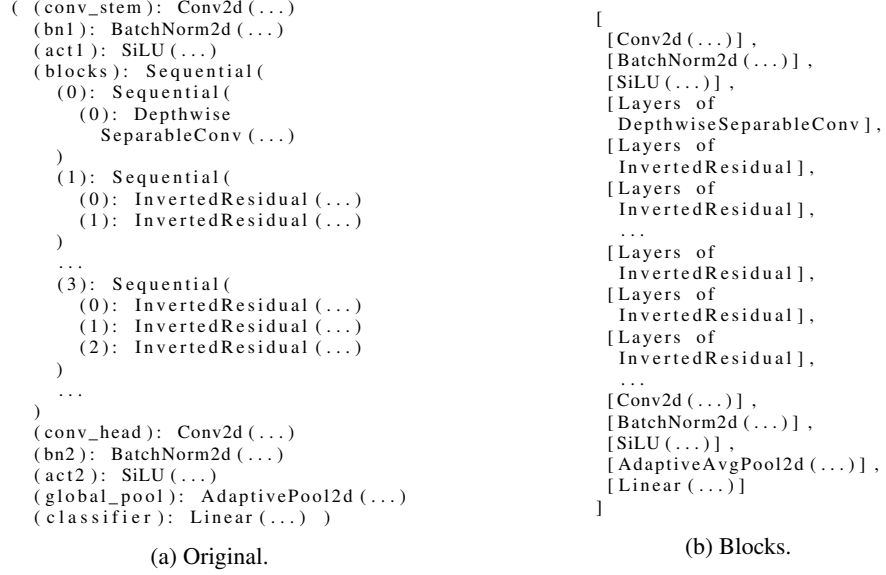 ( (conv_stem): Conv2d(...)
(bn1): BatchNorm2d(...)
(act1): SiLU(...)
(blocks): Sequential(
(0): Sequential(
(0): Depthwise
SeparableConv(...)
)
(1): Sequential(
(0): InvertedResidual(...)
(1): InvertedResidual(...)
)
...
(3): Sequential(
(0): InvertedResidual(...)
(1): InvertedResidual(...)
(2): InvertedResidual(...)
)
...
)
(conv_head): Conv2d(...)
(bn2): BatchNorm2d(...)
(act2): SiLU(...)
(global_pool): AdaptivePool2d(...)
(classifier): Linear(...) )
(a) Original.
[
[Conv2d(...)],
[BatchNorm2d(...)],
[SiLU(...)],
[Layers of
DepthwiseSeparableConv],
[Layers of
InvertedResidual],
[Layers of
InvertedResidual],
...
[Layers of
InvertedResidual],
[Layers of
InvertedResidual],
[Layers of
InvertedResidual],
...
[Conv2d(...)],
[BatchNorm2d(...)],
[SiLU(...)],
[AdaptiveAvgPool2d(...)],
[Linear(...)]
]
(b) Blocks.